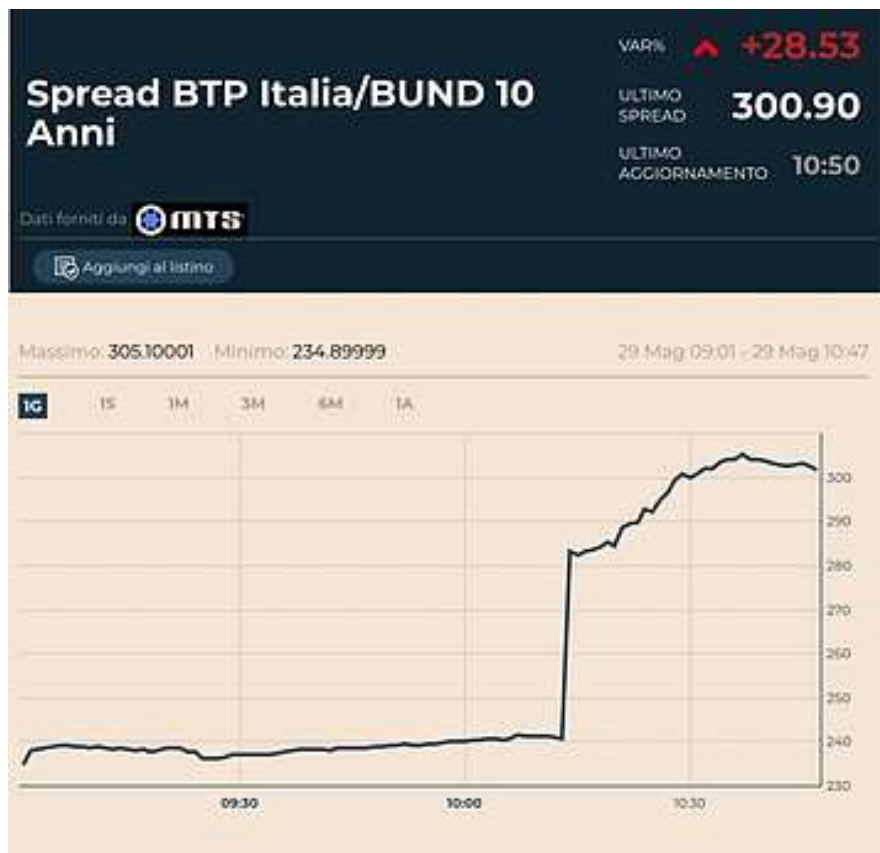 VAR% +28.53
Spread BTP Italia/BUND 10
Anni
ULTIMO
SPREAD 300.90
ULTIMO
AGGIORNAMENTO 10:50
Dati forniti da MTS
Aggiungi al listino
Massimo: 305.10001 Minimo: 234.89999 29 Mag 09:01 - 29 Mag 10:47
1G 1S 1M 3M 6M 1A
300
290
280
270
260
250
240
230
09:30 10:00 10:30